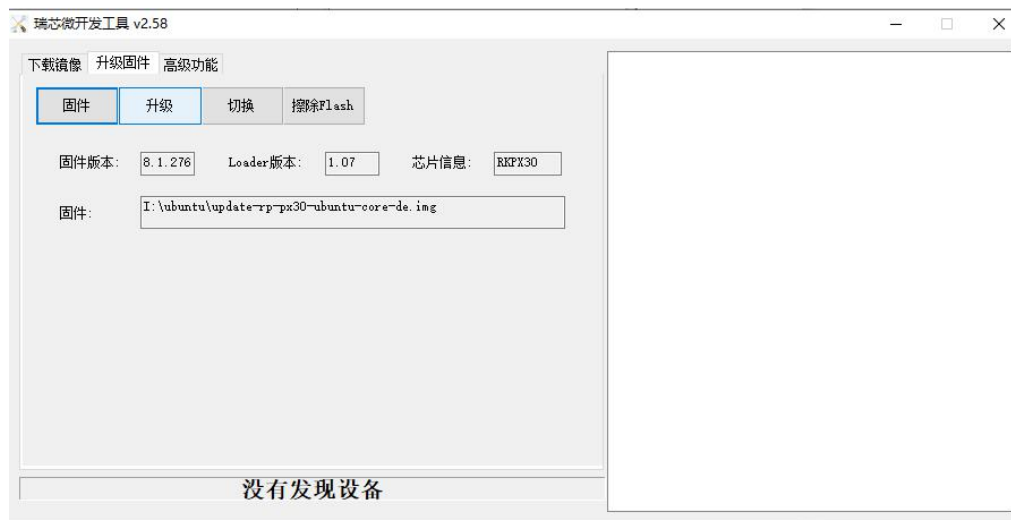 瑞芯微开发工具 v2.58
下载镜像 升级固件 高级功能
固件 升级 切换 擦除Flash
固件版本: 8.1.276 Loader版本: 1.07 芯片信息: RKPX30
固件: I:\ubuntu\update-rp-px30-ubuntu-core-de.img
没有发现设备